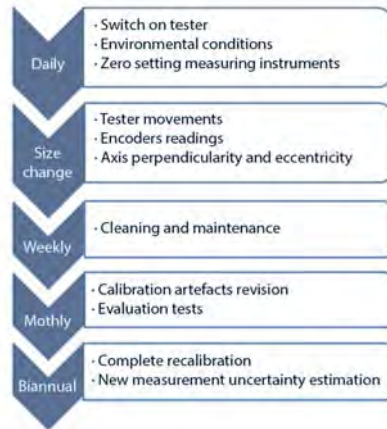 Daily
· Switch on tester
· Environmental conditions
· Zero setting measuring instruments
Size
change
· Tester movements
· Encoders readings
· Axis perpendicularity and eccentricity
Weekly
· Cleaning and maintenance
Mothly
· Calibration artefacts revision
· Evaluation tests
Biannual
· Complete recalibration
· New measurement uncertainty estimation